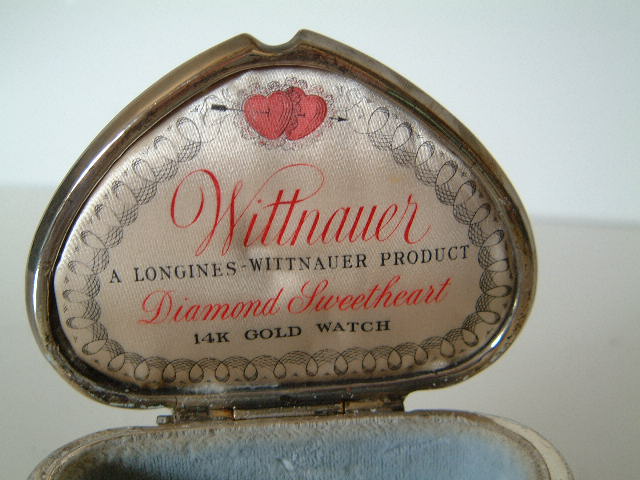 Wittnauer
A LONGINES-WITTNAUER PRODUCT
Diamond Sweetheart
14K GOLD WATCH